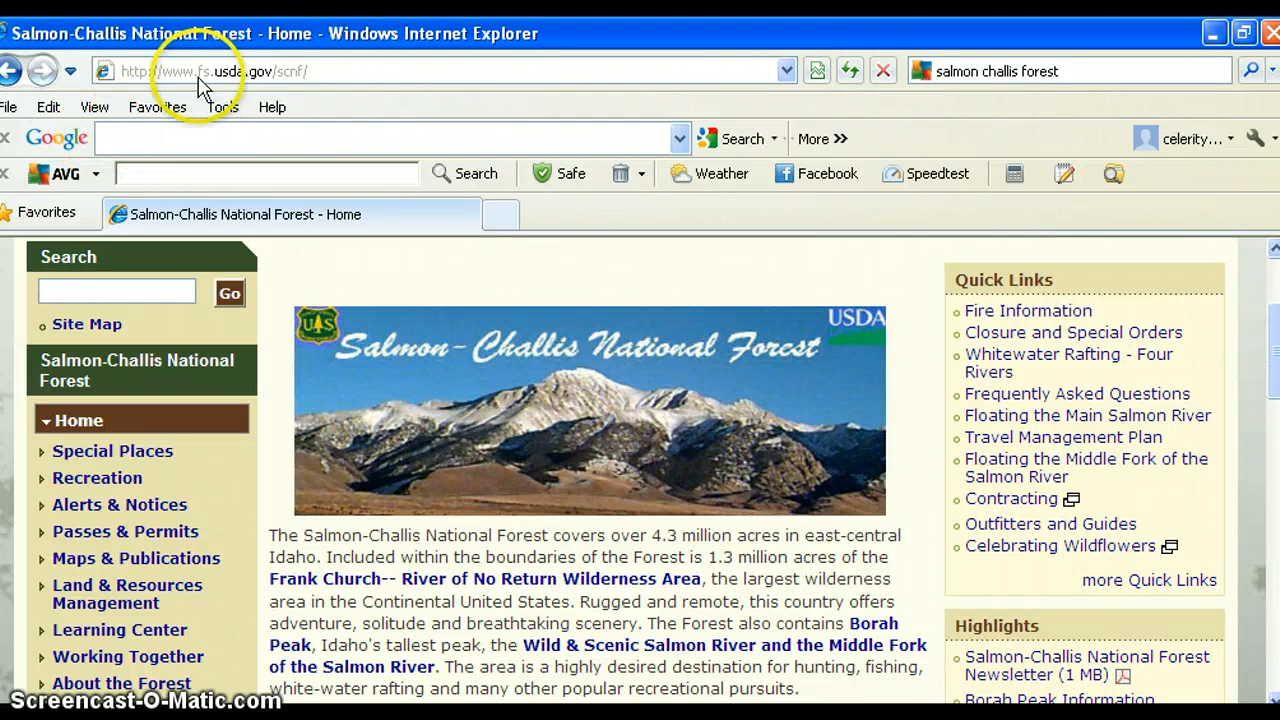 Salmon-Challis National Forest - Home - Windows Internet Explorer
http://www.fs.usda.gov/scnf/
salmon challis forest
File Edit View Favorites Tools Help
x Google Search More »
celerity...
x AVG Search Safe Weather Facebook Speedtest
Favorites
Salmon-Challis National Forest - Home
Search
Go
Site Map
Salmon-Challis National
Forest
Home
Special Places
Recreation
Alerts & Notices
Passes & Permits
Maps & Publications
Land & Resources
Management
Learning Center
Working Together
About the Forest
UAS
USDA
Salmon-Challis National Forest
The Salmon-Challis National Forest covers over 4.3 million acres in east-central
Idaho. Included within the boundaries of the Forest is 1.3 million acres of the
Frank Church-- River of No Return Wilderness Area, the largest wilderness
area in the Continental United States. Rugged and remote, this country offers
adventure, solitude and breathtaking scenery. The Forest also contains Borah
Peak, Idaho's tallest peak, the Wild & Scenic Salmon River and the Middle Fork
of the Salmon River. The area is a highly desired destination for hunting, fishing,
white-water rafting and many other popular recreational pursuits.
Quick Links
Fire Information
Closure and Special Orders
Whitewater Rafting - Four
Rivers
Frequently Asked Questions
Floating the Main Salmon River
Travel Management Plan
Floating the Middle Fork of the
Salmon River
Contracting
Outfitters and Guides
Celebrating Wildflowers
more Quick Links
Highlights
Salmon-Challis National Forest
Newsletter (1 MB)
Borah Peak Information
Screencast-O-Matic.com